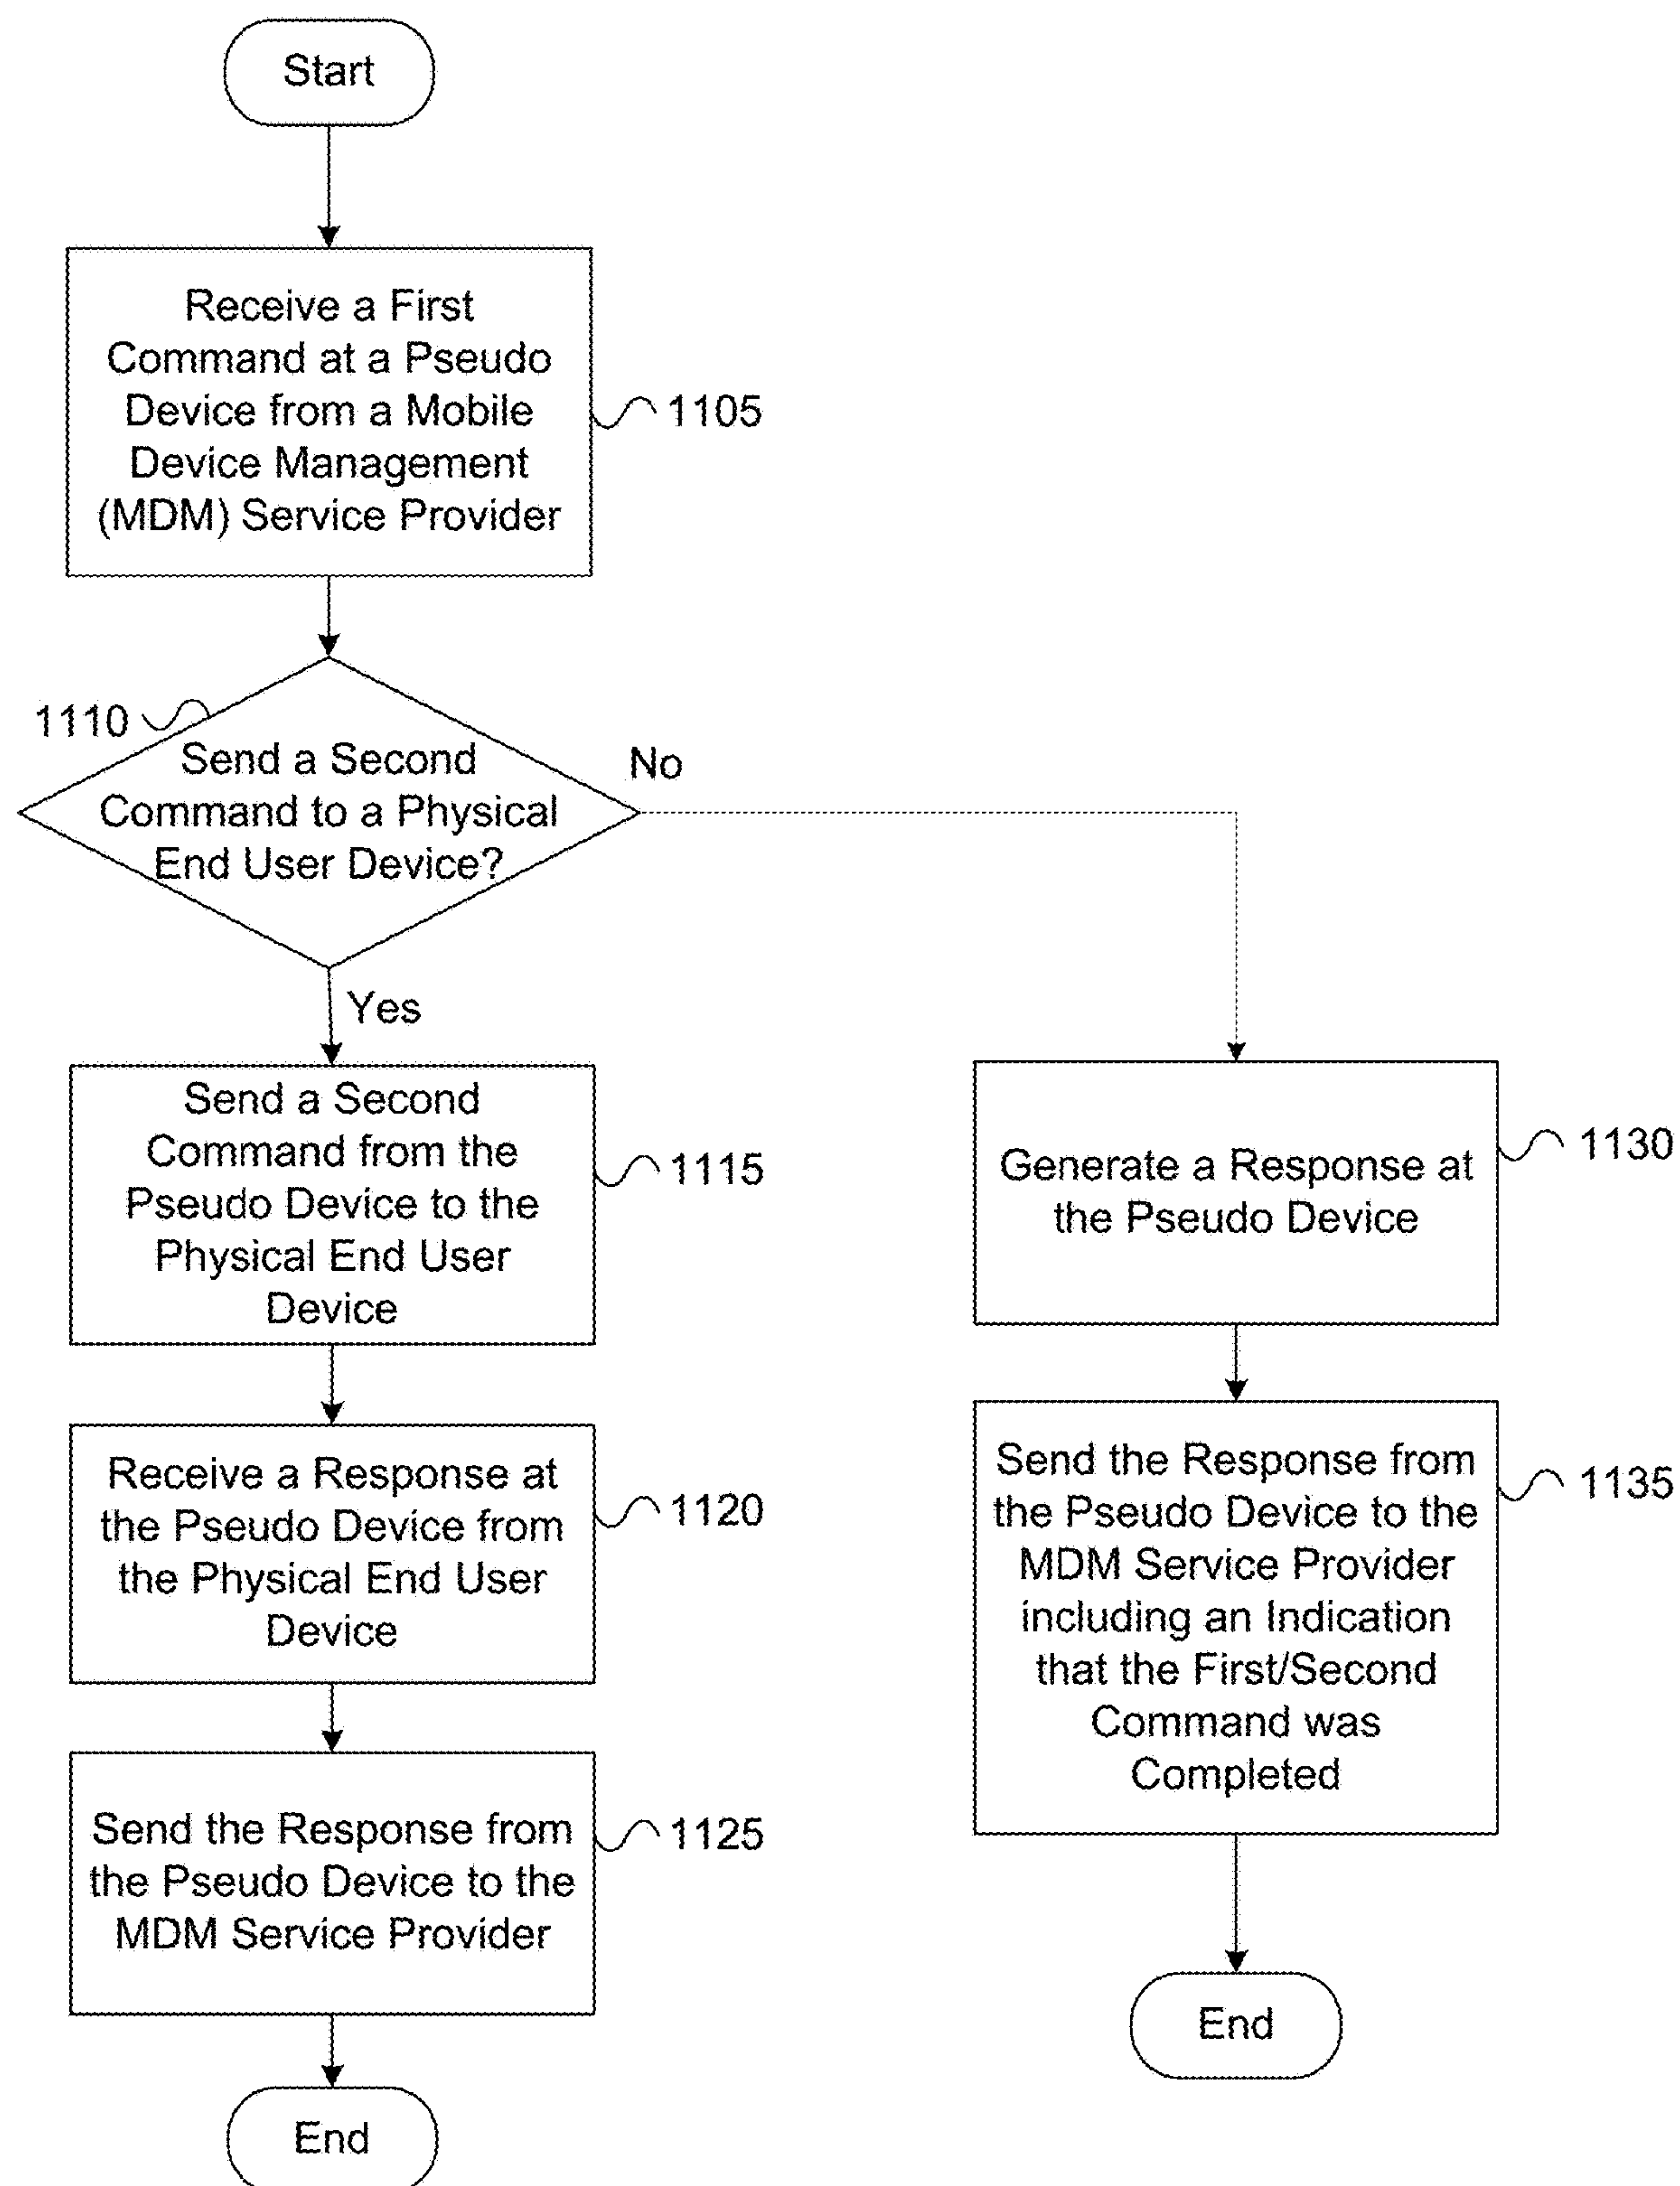 Start
Receive a First
Command at a Pseudo
Device from a Mobile
Device Management
(MDM) Service Provider
1105
1110
Send a Second
Command to a Physical
End User Device?
No
Yes
Send a Second
Command from the
Pseudo Device to the
Physical End User
Device
1115
Receive a Response at
the Pseudo Device from
the Physical End User
Device
1120
Send the Response from
the Pseudo Device to the
MDM Service Provider
1125
End
Generate a Response at
the Pseudo Device
1130
Send the Response from
the Pseudo Device to the
MDM Service Provider
including an Indication
that the First/Second
Command was
Completed
1135
End